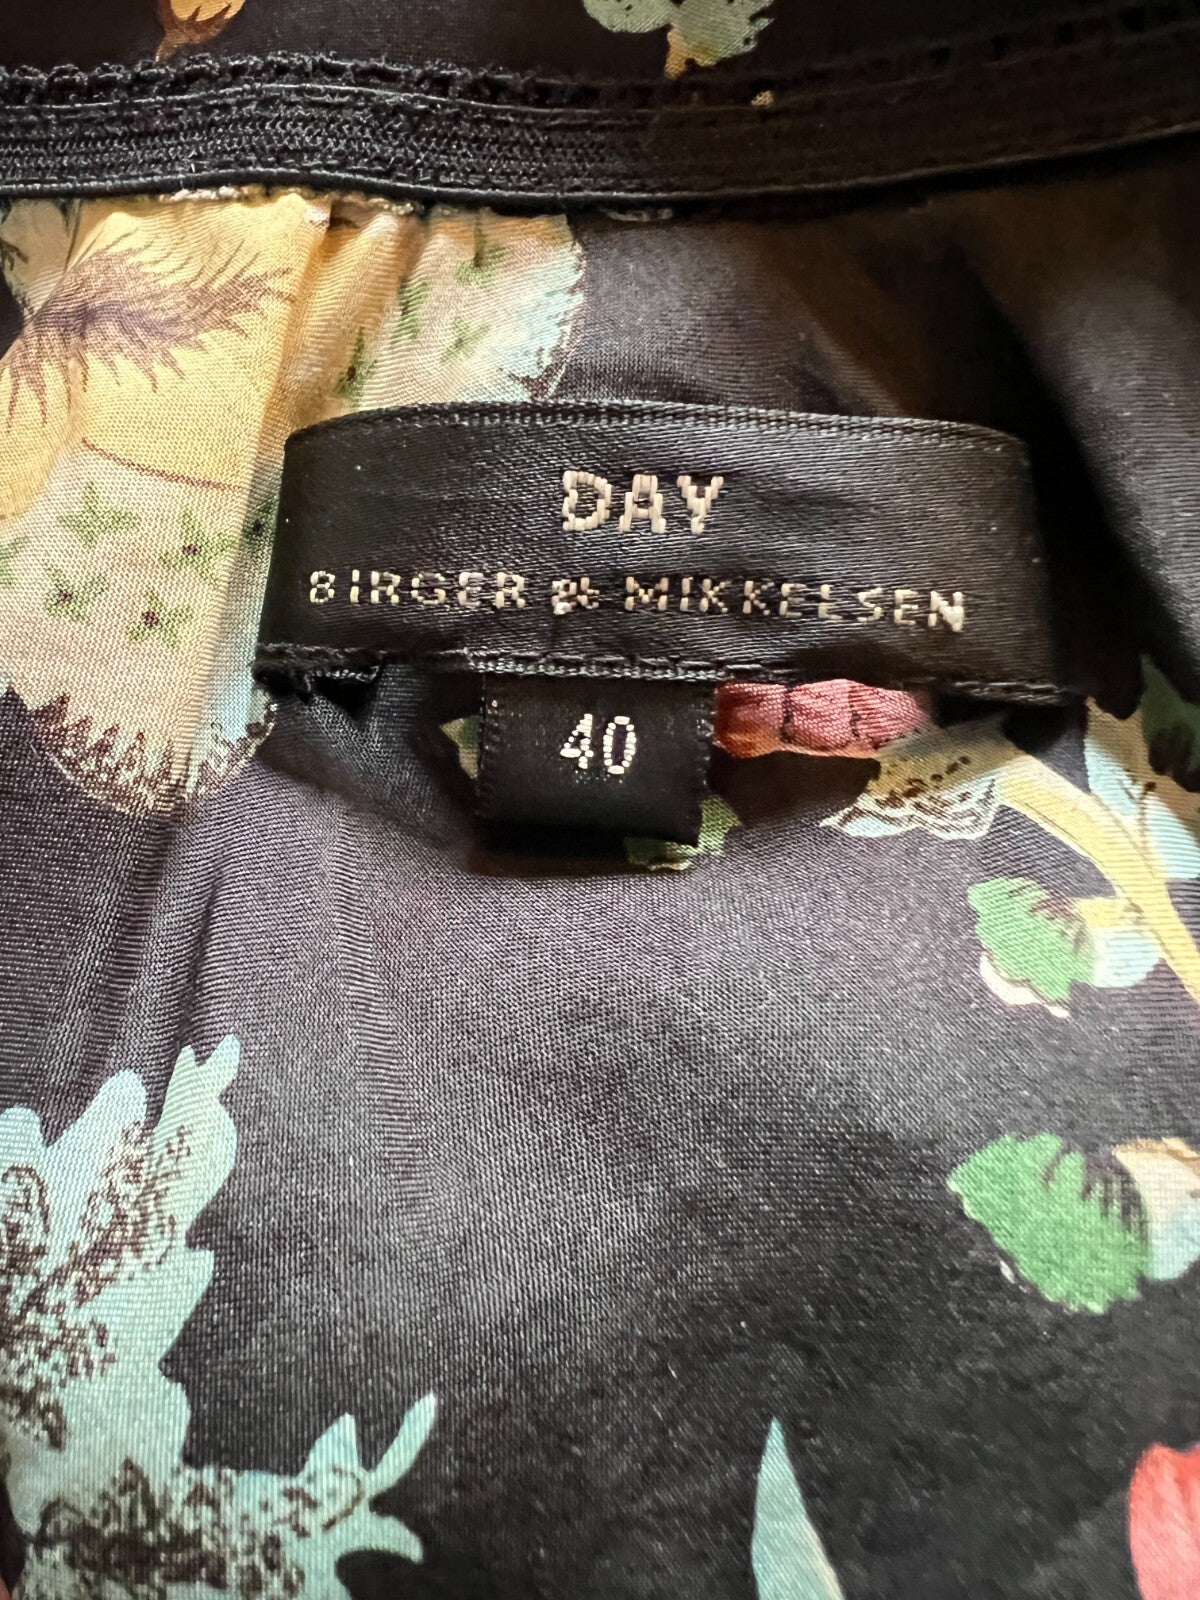 DAY
BIRGER et MIKKELSEN
40